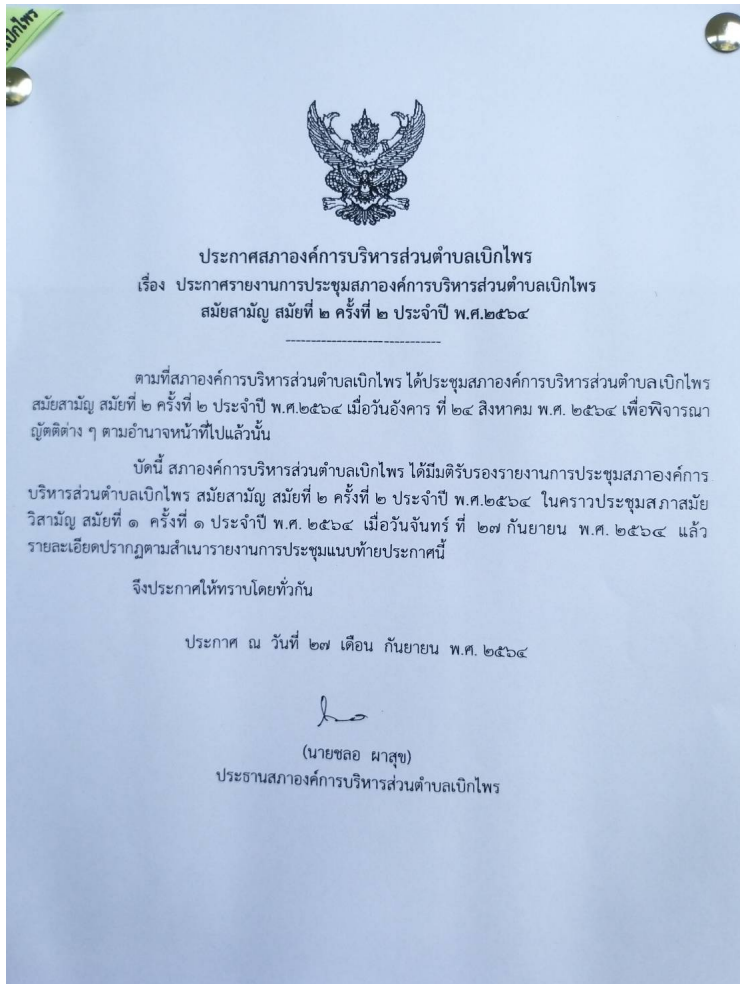 เบิกไพร
ประกาศสภาองค์การบริหารส่วนตำบลเบิกไพร
เรื่อง ประกาศรายงานการประชุมสภาองค์การบริหารส่วนตำบลเบิกไพร
สมัยสามัญ สมัยที่ ๒ ครั้งที่ ๒ ประจำปี พ.ศ.๒๕๖๔
-------------------------------
ตามที่สภาองค์การบริหารส่วนตำบลเบิกไพร ได้ประชุมสภาองค์การบริหารส่วนตำบลเบิกไพร
สมัยสามัญ สมัยที่ ๒ ครั้งที่ ๒ ประจำปี พ.ศ.๒๕๖๔ เมื่อวันอังคาร ที่ ๒๔ สิงหาคม พ.ศ. ๒๕๖๔ เพื่อพิจารณา
ญัตติต่าง ๆ ตามอำนาจหน้าที่ไปแล้วนั้น
บัดนี้ สภาองค์การบริหารส่วนตำบลเบิกไพร ได้มีมติรับรองรายงานการประชุมสภาองค์การ
บริหารส่วนตำบลเบิกไพร สมัยสามัญ สมัยที่ ๒ ครั้งที่ ๒ ประจำปี พ.ศ.๒๕๖๔ ในคราวประชุมสภาสมัย
วิสามัญ สมัยที่ ๑ ครั้งที่ ๑ ประจำปี พ.ศ. ๒๕๖๔ เมื่อวันจันทร์ ที่ ๒๗ กันยายน พ.ศ. ๒๕๖๔ แล้ว
รายละเอียดปรากฏตามสำเนารายงานการประชุมแนบท้ายประกาศนี้
จึงประกาศให้ทราบโดยทั่วกัน
ประกาศ ณ วันที่ ๒๗ เดือน กันยายน พ.ศ. ๒๕๖๔
(นายชลอ ผาสุข)
ประธานสภาองค์การบริหารส่วนตำบลเบิกไพร